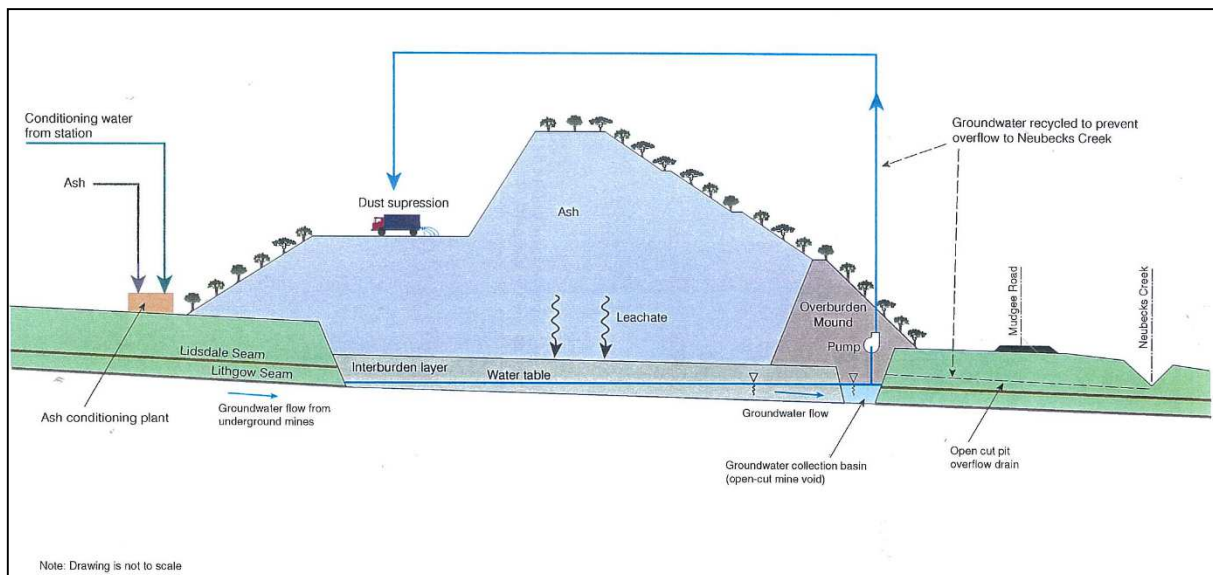 Conditioning water
from station
Ash
Dust supression
Ash
Groundwater recycled to prevent
overflow to Neubecks Creek
Leachate
Overburden
Mound
Pump
Mudgee Road
Neubecks Creek
Lidsdale Seam
Lithgow Seam
Interburden layer
Water table
Ash conditioning plant
Groundwater flow from
underground mines
Groundwater flow
Groundwater collection basin
(open-cut mine void)
Open cut pit
overflow drain
Note: Drawing is not to scale